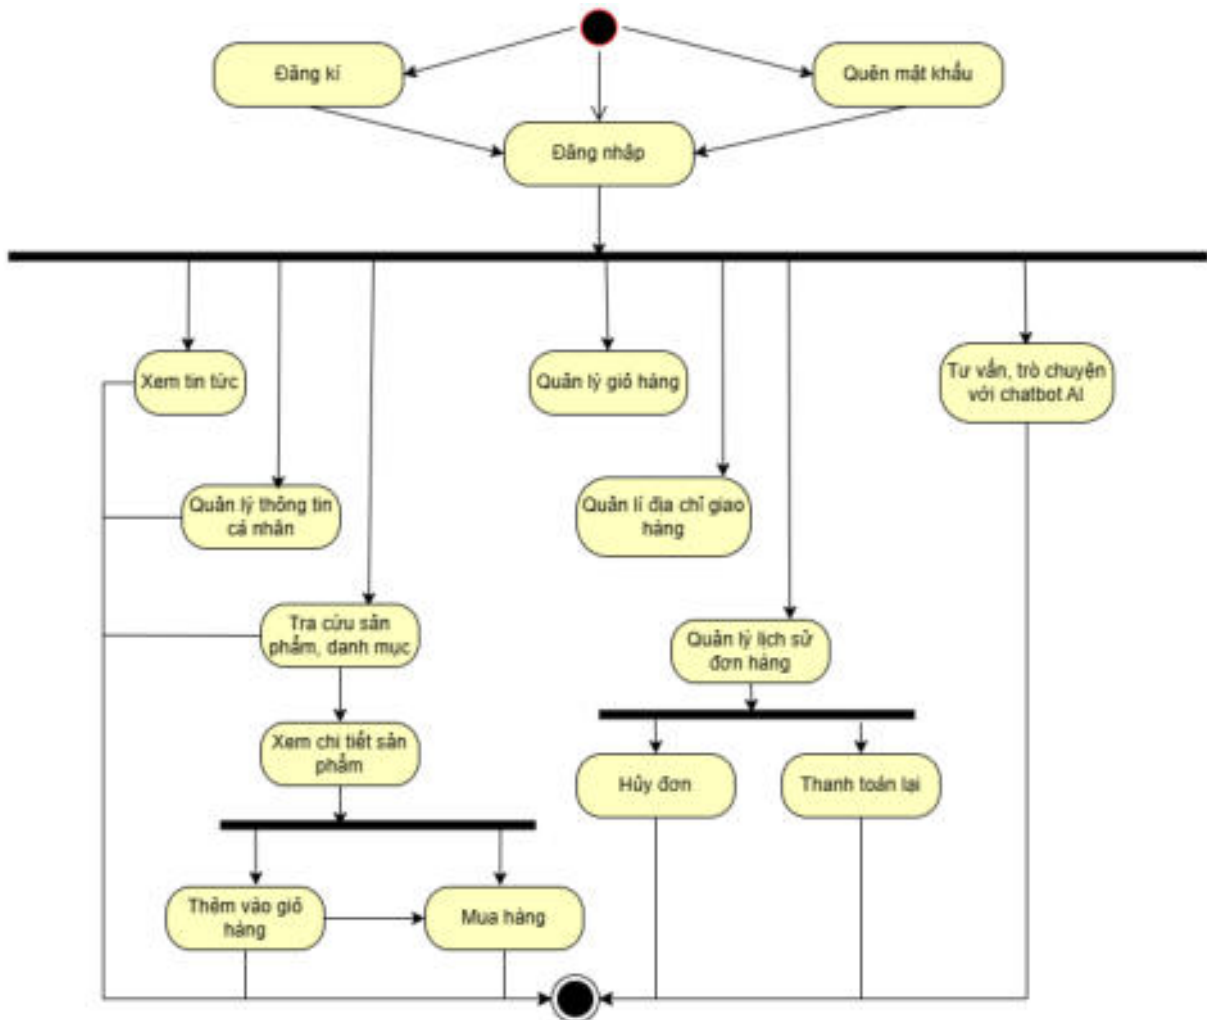 Đăng kí
Quên mật khẩu
Đăng nhập
Xem tin tức
Quản lý giỏ hàng
Tư vấn, trò chuyện
với chatbot AI
Quản lý thông tin
cá nhân
Quản lí địa chỉ giao
hàng
Tra cứu sản
phẩm, danh mục
Quản lý lịch sử
đơn hàng
Xem chi tiết sản
phẩm
Hủy đơn
Thanh toán lại
Thêm vào giỏ
hàng
Mua hàng